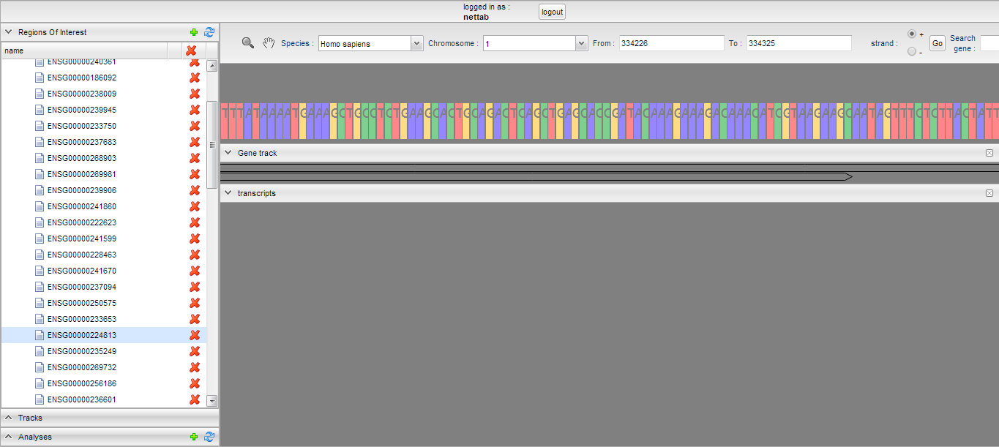 logged in as :
nettab
logout
Regions Of Interest
name
ENSG00000240361
ENSG00000186092
ENSG00000238009
ENSG00000239945
ENSG00000233750
ENSG00000237683
ENSG00000268903
ENSG00000269981
ENSG00000239906
ENSG00000241860
ENSG00000222623
ENSG00000241599
ENSG00000228463
ENSG00000241670
ENSG00000237094
ENSG00000250575
ENSG00000233653
ENSG00000224813
ENSG00000235249
ENSG00000269732
ENSG00000256186
ENSG00000236601
Tracks
Analyses
Species : Homo sapiens Chromosome : 1 From : 334226 To : 334325 strand : + - Go Search gene :
TTTATAAAATGAAAGCTGCCTCTGAAGCACTGCAGACTCAGCTGAGCACCGATACAAAGAAAGACAAACATCGTAAGAAGCAATAGTTTCTCTTACTATT
Gene track
transcripts